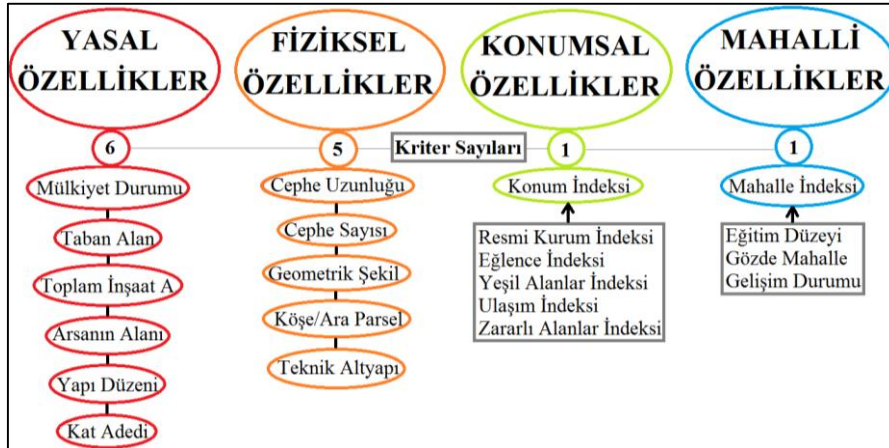 YASAL
ÖZELLİKLER
FİZİKSEL
ÖZELLİKLER
KONUMSAL
ÖZELLİKLER
MAHALLİ
ÖZELLİKLER
6
5
Kriter Sayıları
1
1
Mülkiyet Durumu
Taban Alan
Toplam İnşaat A
Arsanın Alanı
Yapı Düzeni
Kat Adedi
Cephe Uzunluğu
Cephe Sayısı
Geometrik Şekil
Köşe/Ara Parsel
Teknik Altyapı
Konum İndeksi
Resmi Kurum İndeksi
Eğlence İndeksi
Yeşil Alanlar İndeksi
Ulaşım İndeksi
Zararlı Alanlar İndeksi
Mahalle İndeksi
Eğitim Düzeyi
Gözde Mahalle
Gelişim Durumu